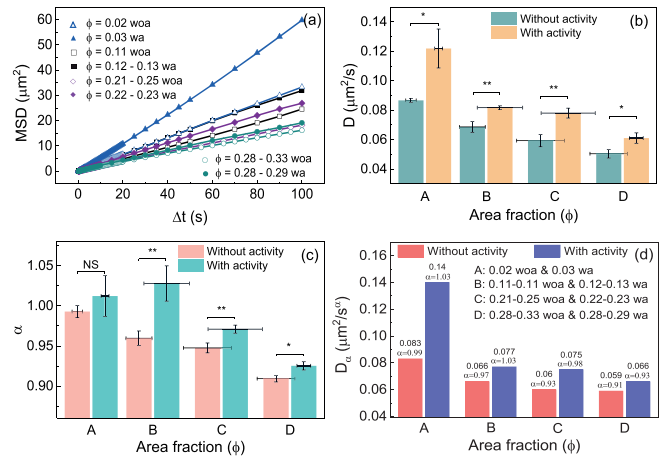 (a)
60
50
40
30
20
10
0
MSD (μm²)
ϕ = 0.02 woa
ϕ = 0.03 wa
ϕ = 0.11 woa
ϕ = 0.12 - 0.13 wa
ϕ = 0.21 - 0.25 woa
ϕ = 0.22 - 0.23 wa
ϕ = 0.28 - 0.33 woa
ϕ = 0.28 - 0.29 wa
0 20 40 60 80 100
Δt (s)
(b)
Without activity
With activity
0.16
0.12
0.08
0.06
0.04
D (μm²/s)
*
**
**
*
A B C D
Area fraction (ϕ)
(c)
Without activity
With activity
1.05
1.00
0.95
0.90
α
NS
**
**
*
A B C D
Area fraction (ϕ)
(d)
Without activity
With activity
A: 0.02 woa & 0.03 wa
B: 0.11-0.11 woa & 0.12-0.13 wa
C: 0.21-0.25 woa & 0.22-0.23 wa
D: 0.28-0.33 woa & 0.28-0.29 wa
0.16
0.14
0.12
0.10
0.08
0.06
0.04
Dα (μm²/sα)
0.083
α=0.99
0.14
α=1.03
0.066
α=0.97
0.077
α=1.03
0.06
α=0.93
0.075
α=0.98
0.059
α=0.91
0.066
α=0.93
A B C D
Area fraction (ϕ)